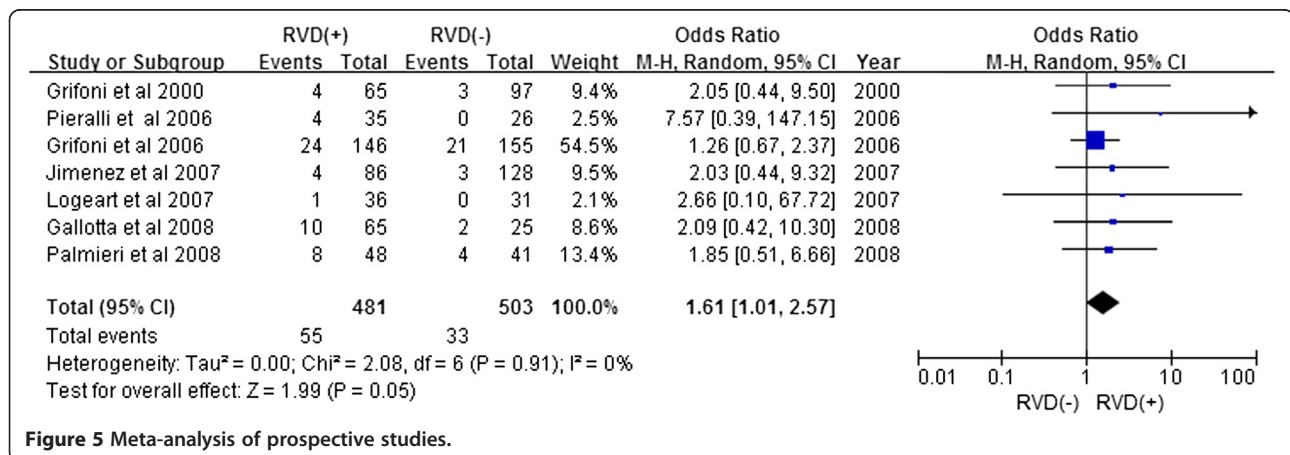 RVD(+) RVD(-) Odds Ratio Odds Ratio
Study or Subgroup Events Total Events Total Weight M-H, Random, 95% CI Year M-H, Random, 95% CI
Grifoni et al 2000 4 65 3 97 9.4% 2.05 [0.44, 9.50] 2000
Pieralli et al 2006 4 35 0 26 2.5% 7.57 [0.39, 147.15] 2006
Grifoni et al 2006 24 146 21 155 54.5% 1.26 [0.67, 2.37] 2006
Jimenez et al 2007 4 86 3 128 9.5% 2.03 [0.44, 9.32] 2007
Logeart et al 2007 1 36 0 31 2.1% 2.66 [0.10, 67.72] 2007
Gallotta et al 2008 10 65 2 25 8.6% 2.09 [0.42, 10.30] 2008
Palmieri et al 2008 8 48 4 41 13.4% 1.85 [0.51, 6.66] 2008
Total (95% CI) 481 503 100.0% 1.61 [1.01, 2.57]
Total events 55 33
Heterogeneity: Tau² = 0.00; Chi² = 2.08, df = 6 (P = 0.91); I² = 0%
Test for overall effect: Z = 1.99 (P = 0.05)
0.01 0.1 1 10 100
RVD(-) RVD(+)
Figure 5 Meta-analysis of prospective studies.